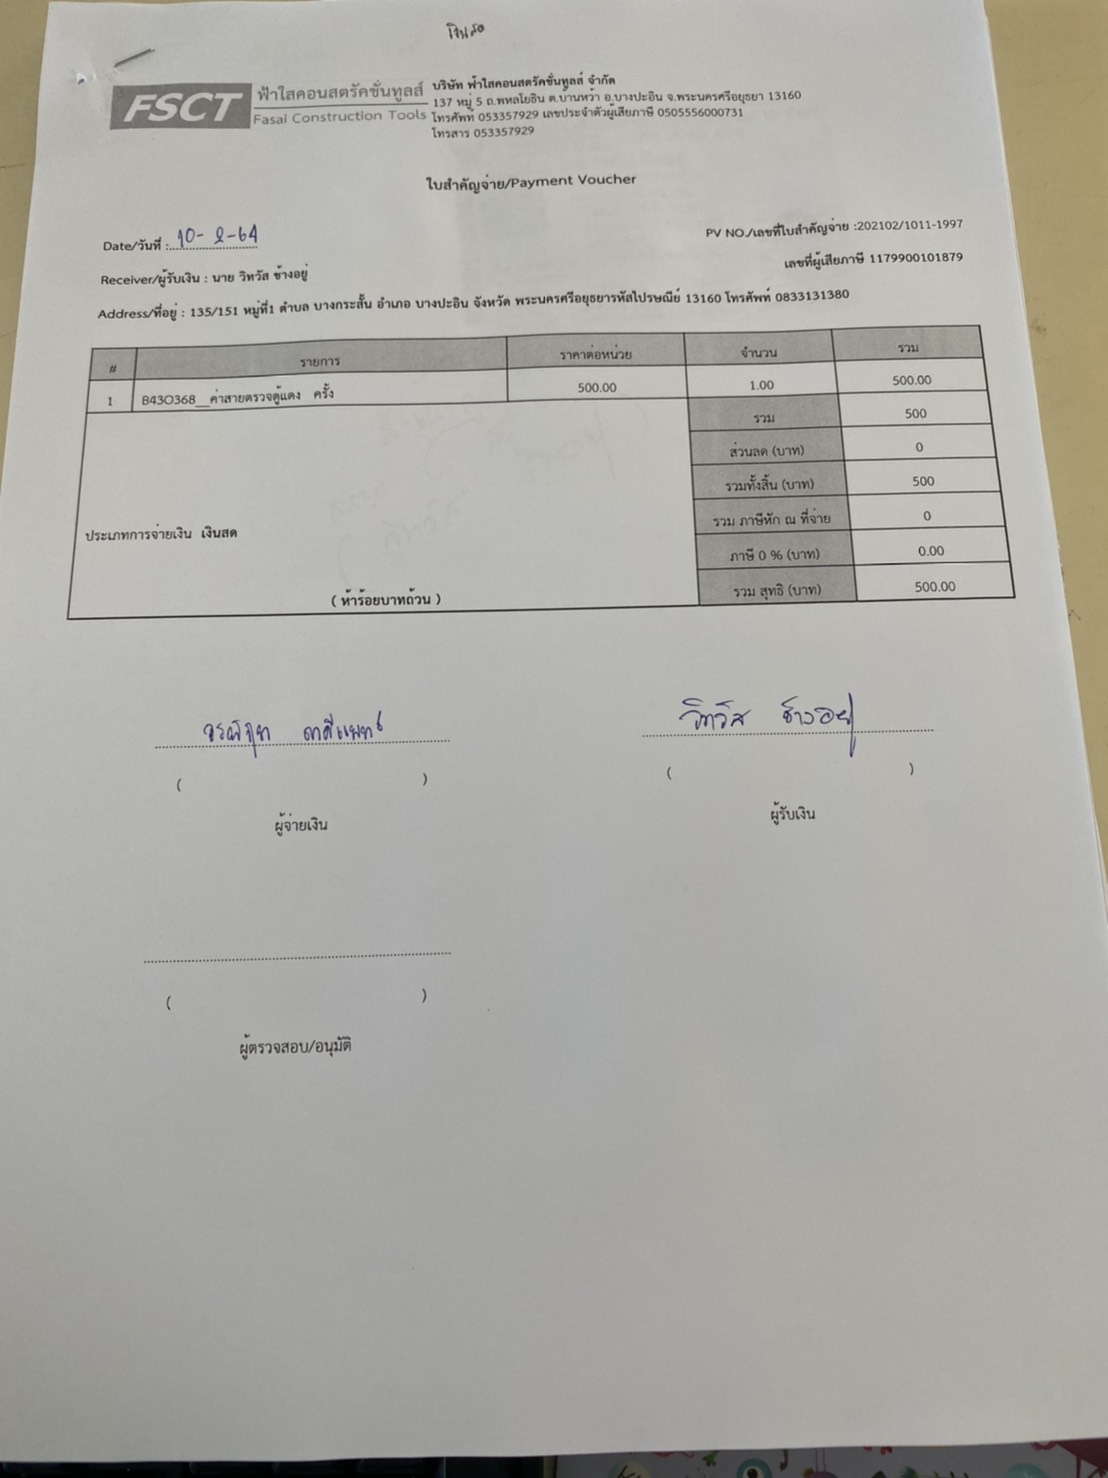 เงินสด
FSCT ฟ้าใสคอนสตรัคชั่นทูลส์
Fasai Construction Tools
บริษัท ฟ้าใสคอนสตรัคชั่นทูลส์ จำกัด
137 หมู่ 5 ถ.พหลโยธิน ต.บ้านหว้า อ.บางปะอิน จ.พระนครศรีอยุธยา 13160
โทรศัพท์ 053357929 เลขประจำตัวผู้เสียภาษี 0505556000731
โทรสาร 053357929
ใบสำคัญจ่าย/Payment Voucher
PV NO./เลขที่ใบสำคัญจ่าย :202102/1011-1997
Date/วันที่ : 10-2-64
เลขที่ผู้เสียภาษี 1179900101879
Receiver/ผู้รับเงิน : นาย วิทวัส ช้างอยู่
Address/ที่อยู่ : 135/151 หมู่ที่1 ตำบล บางกระสั้น อำเภอ บางปะอิน จังหวัด พระนครศรีอยุธยารหัสไปรษณีย์ 13160 โทรศัพท์ 0833131380
# รายการ ราคาต่อหน่วย จำนวน รวม
1 B430368__ค่าสายตรวจตู้แดง ครั้ง 500.00 1.00 500.00
รวม 500
ส่วนลด (บาท) 0
รวมทั้งสิ้น (บาท) 500
รวม ภาษีหัก ณ ที่จ่าย 0
ประเภทการจ่ายเงิน เงินสด
ภาษี 0 % (บาท) 0.00
( ห้าร้อยบาทถ้วน )
รวม สุทธิ (บาท) 500.00
วิทวัส ช้างอยู่
( ) ( )
ผู้จ่ายเงิน ผู้รับเงิน
( )
ผู้ตรวจสอบ/อนุมัติ